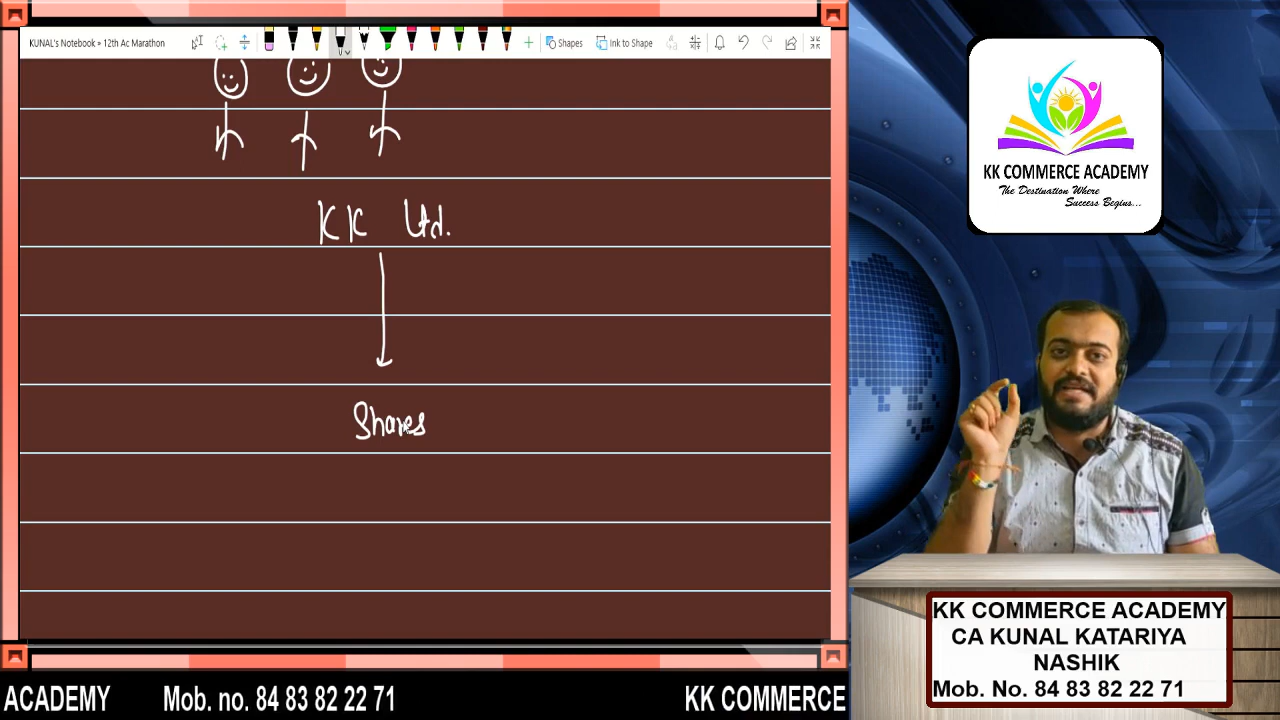 KUNAL's Notebook » 12th Ac Marathon
Shapes
Ink to Shape
KK Ltd.
Shares
KK COMMERCE ACADEMY
The Destination Where
Success Begins...
KK COMMERCE ACADEMY
CA KUNAL KATARIYA
NASHIK
Mob. No. 84 83 82 22 71
ACADEMY Mob. no. 84 83 82 22 71 KK COMMERCE